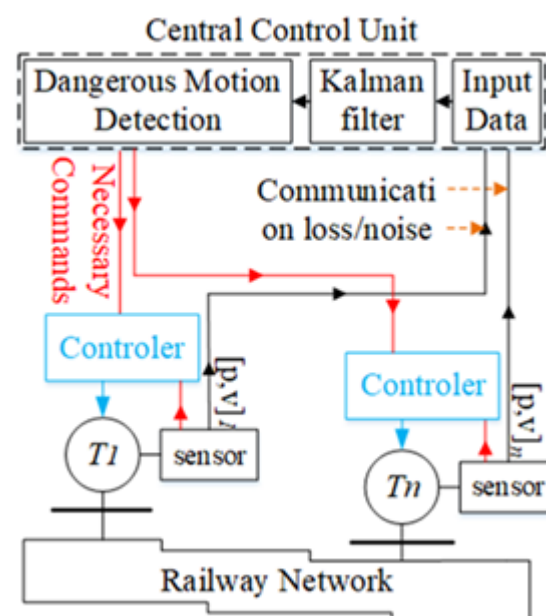 Central Control Unit
Dangerous Motion
Detection
Kalman
filter
Input
Data
Necessary
Commands
Communicati
on loss/noise
Controler
[p,v]1
Controler
[p,v]n
T1
sensor
Tn
sensor
Railway Network